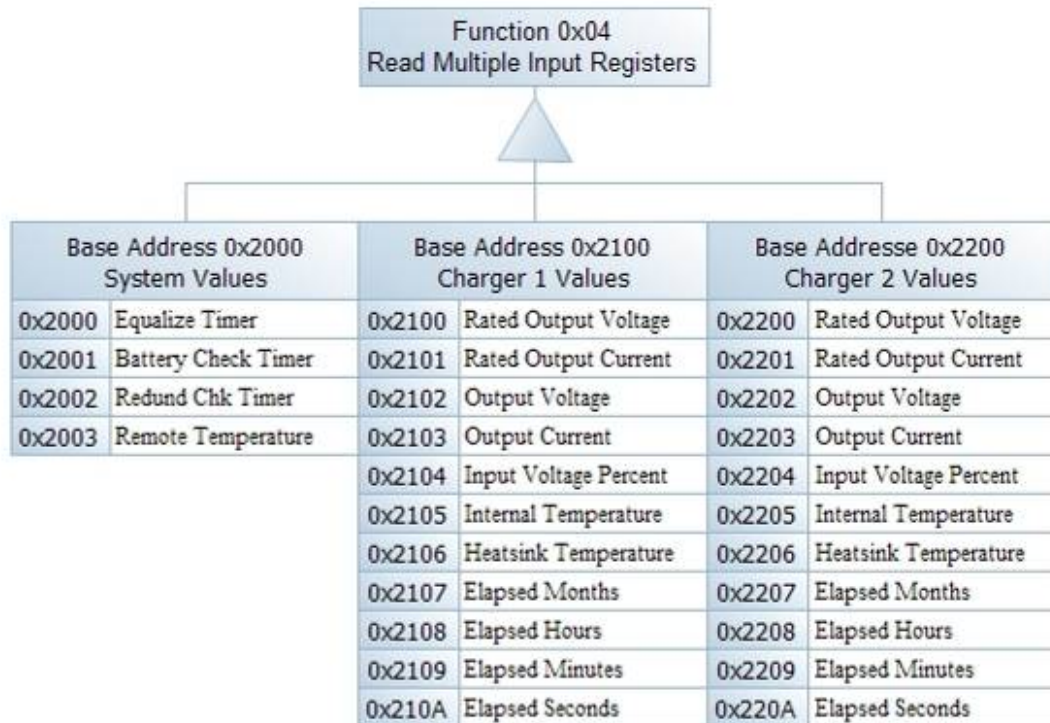 Function 0x04
Read Multiple Input Registers
Base Address 0x2000
System Values
0x2000 Equalize Timer
0x2001 Battery Check Timer
0x2002 Redund Chk Timer
0x2003 Remote Temperature
Base Address 0x2100
Charger 1 Values
0x2100 Rated Output Voltage
0x2101 Rated Output Current
0x2102 Output Voltage
0x2103 Output Current
0x2104 Input Voltage Percent
0x2105 Internal Temperature
0x2106 Heatsink Temperature
0x2107 Elapsed Months
0x2108 Elapsed Hours
0x2109 Elapsed Minutes
0x210A Elapsed Seconds
Base Addresse 0x2200
Charger 2 Values
0x2200 Rated Output Voltage
0x2201 Rated Output Current
0x2202 Output Voltage
0x2203 Output Current
0x2204 Input Voltage Percent
0x2205 Internal Temperature
0x2206 Heatsink Temperature
0x2207 Elapsed Months
0x2208 Elapsed Hours
0x2209 Elapsed Minutes
0x220A Elapsed Seconds